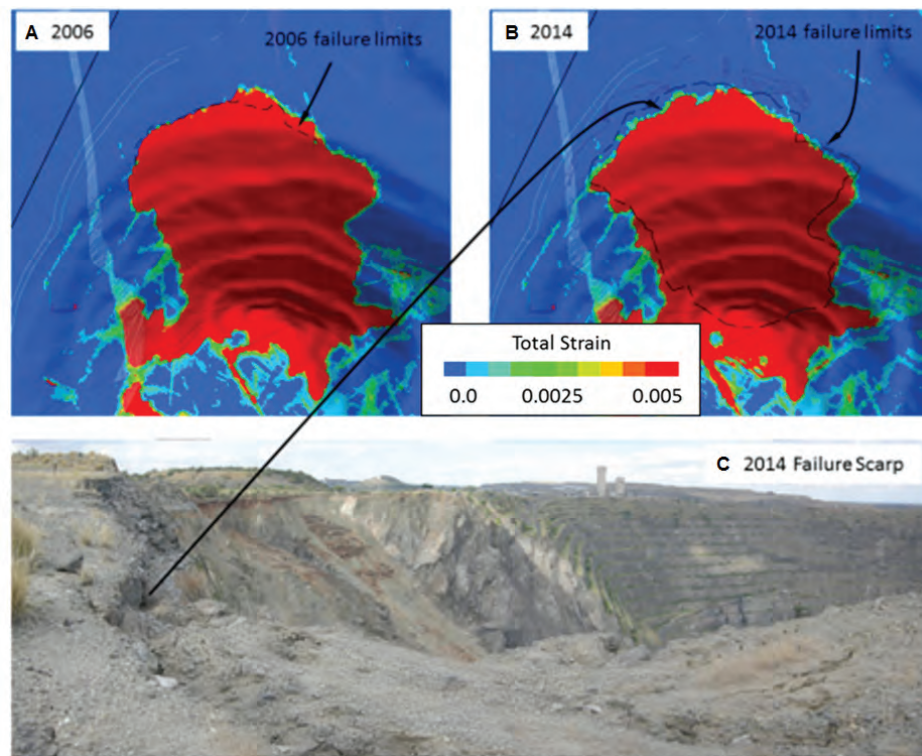 A 2006
2006 failure limits
B 2014
2014 failure limits
Total Strain
0.0 0.0025 0.005
C 2014 Failure Scarp